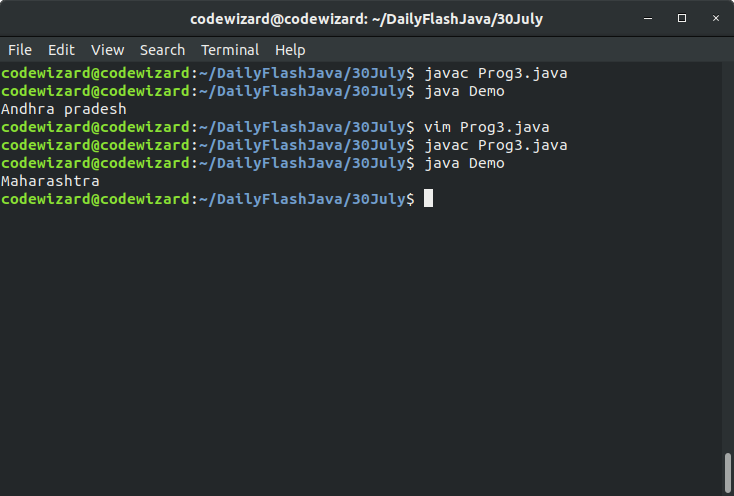 codewizard@codewizard: ~/DailyFlashJava/30July
File Edit View Search Terminal Help
codewizard@codewizard:~/DailyFlashJava/30July$ javac Prog3.java
codewizard@codewizard:~/DailyFlashJava/30July$ java Demo
Andhra pradesh
codewizard@codewizard:~/DailyFlashJava/30July$ vim Prog3.java
codewizard@codewizard:~/DailyFlashJava/30July$ javac Prog3.java
codewizard@codewizard:~/DailyFlashJava/30July$ java Demo
Maharashtra
codewizard@codewizard:~/DailyFlashJava/30July$